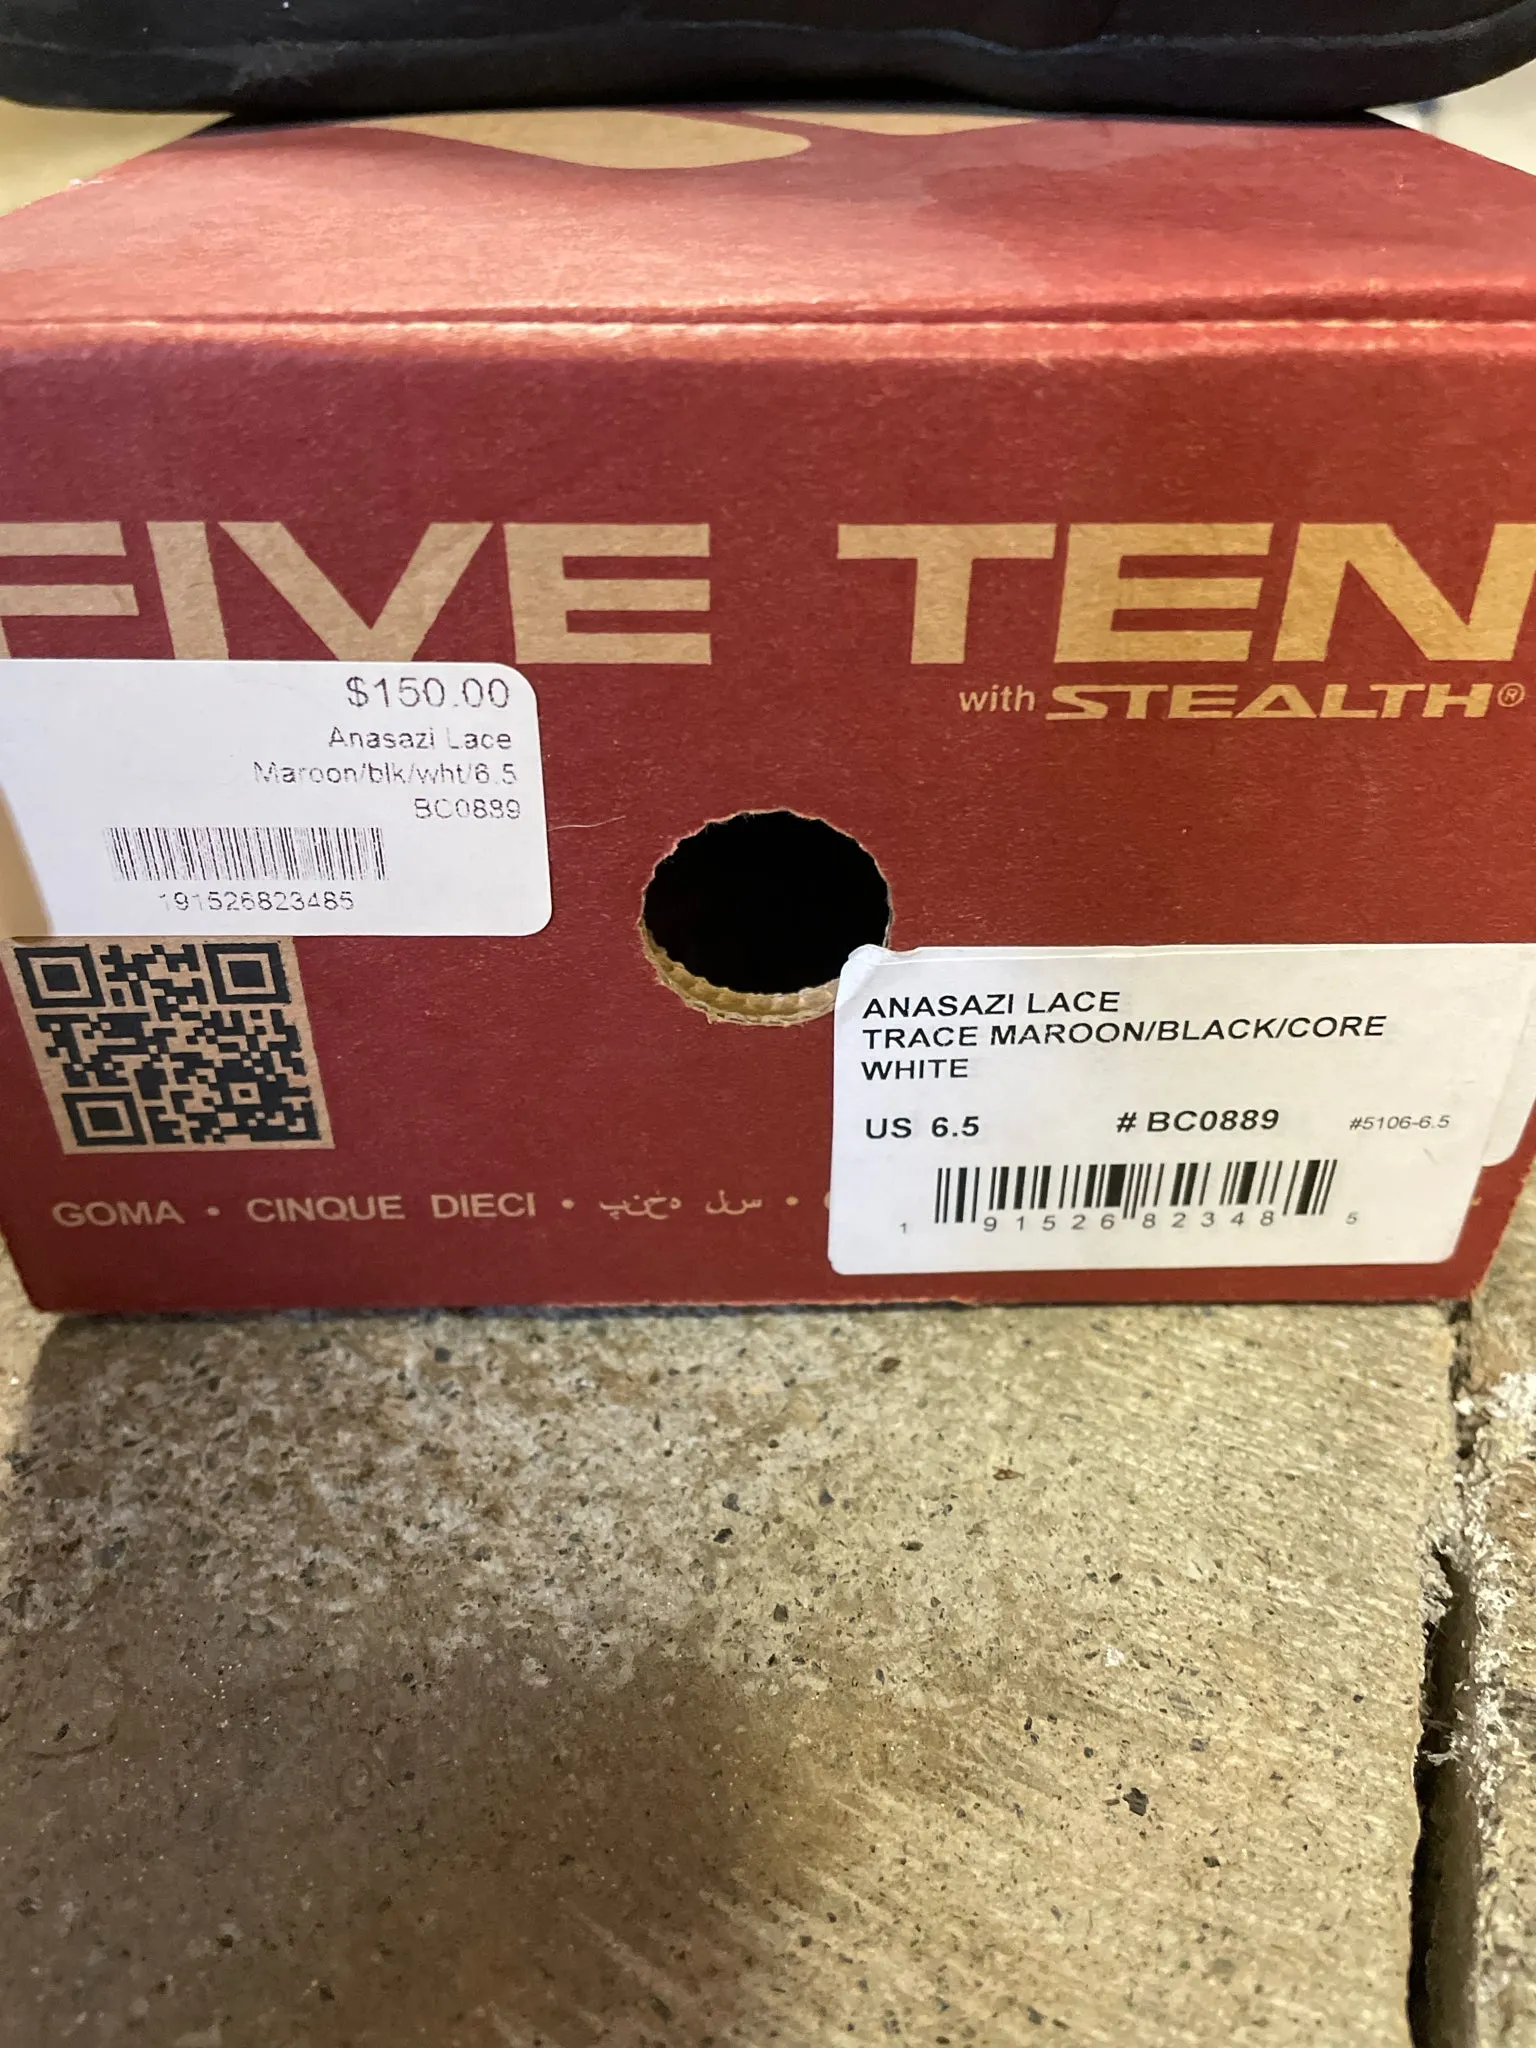 FIVE TEN
with STEALTH®
$150.00
Anasazi Lace
Maroon/blk/wht/6.5
BC0889
191526823485
ANASAZI LACE
TRACE MAROON/BLACK/CORE
WHITE
US 6.5 # BC0889 #5106-6.5
1 91526 82348 5
GOMA • CINQUE DIECI •